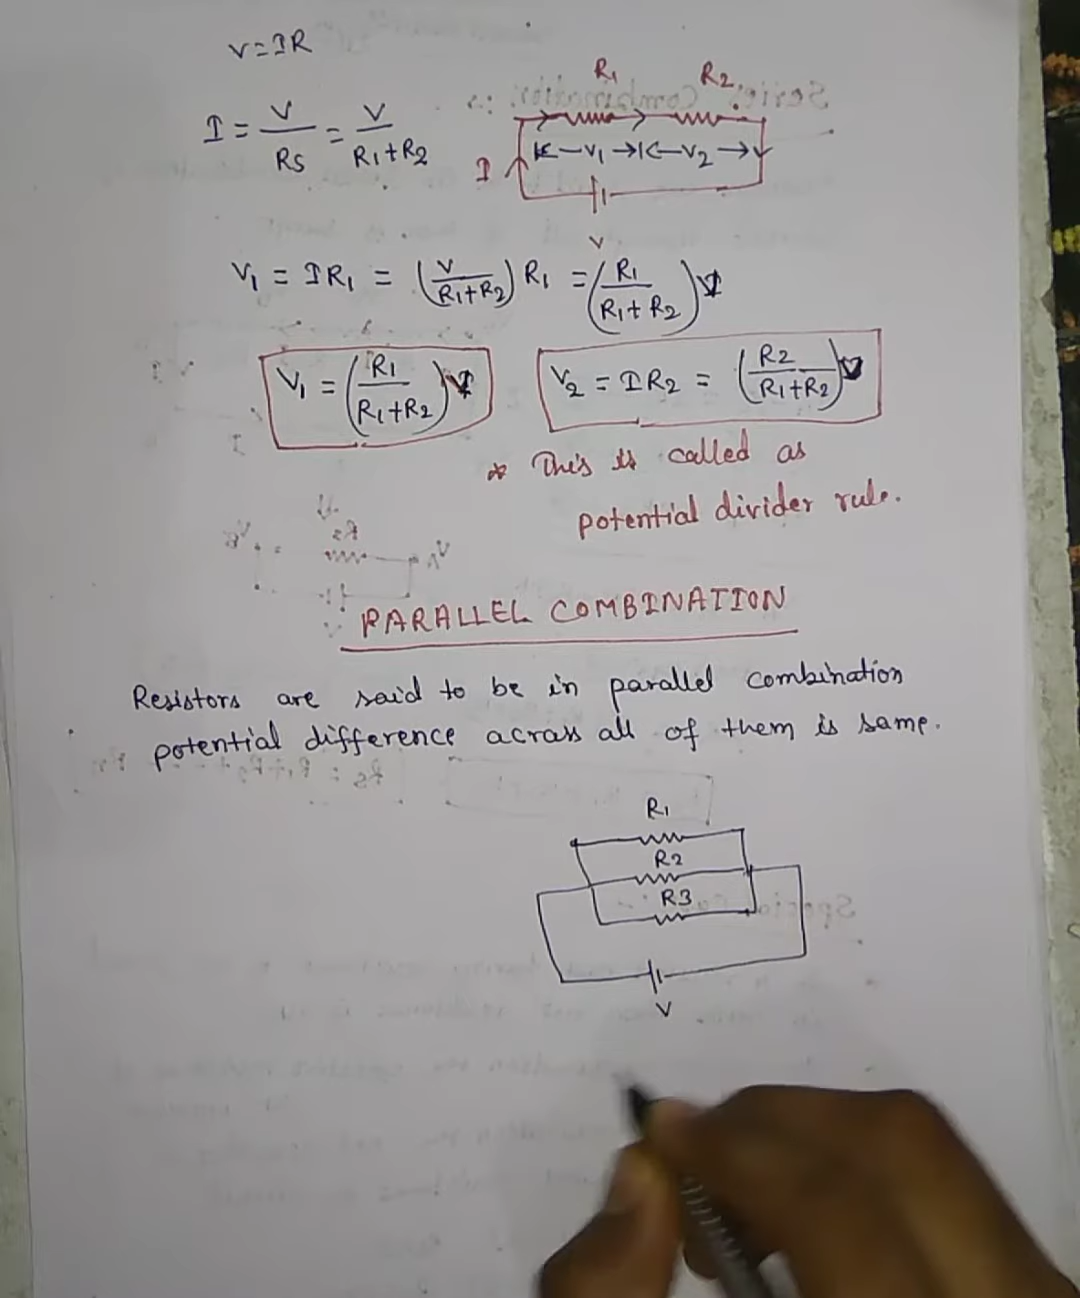 V=IR
R1 R2
I = V/RS = V/R1+R2
I
K—V1→K—V2→
V
V1 = IR1 = (V/R1+R2) R1 = (R1/R1+R2)V
V1 = (R1/R1+R2)V
V2 = IR2 = (R2/R1+R2)V
* This is called as
potential divider rule.
PARALLEL COMBINATION
Resistors are said to be in parallel combination
potential difference across all of them is same.
R1
R2
R3
V